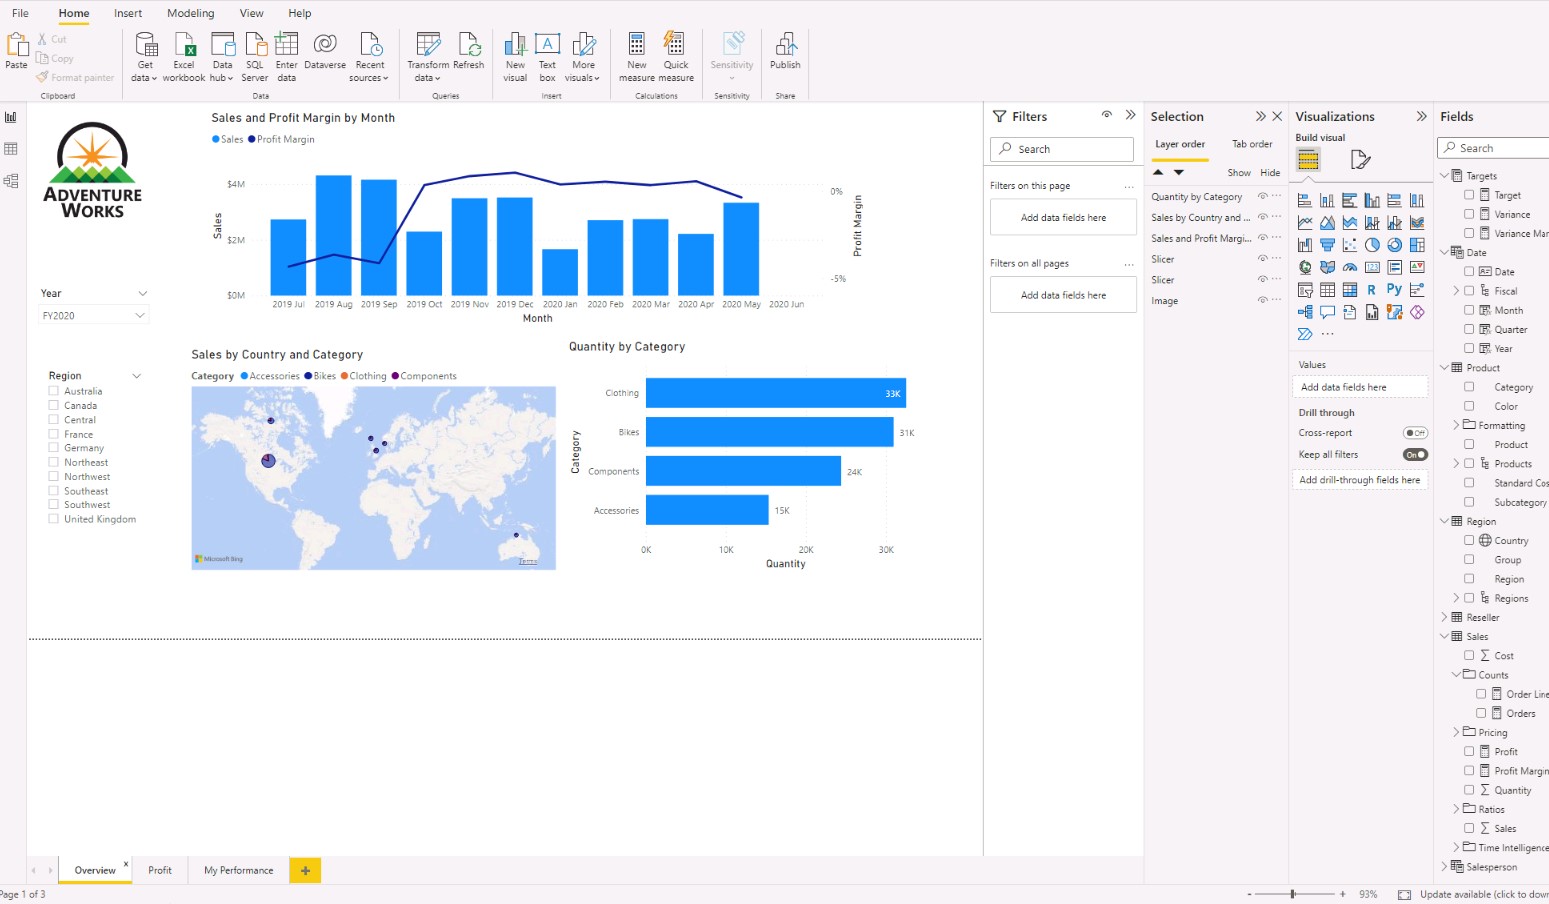 File Home Insert Modeling View Help
Paste
Cut
Copy
Format painter
Clipboard
Get data
Excel workbook
Data hub
SQL Server
Enter data
Dataverse
Recent sources
Data
Transform data
Refresh
Queries
New visual
Text box
More visuals
Insert
New measure
Quick measure
Calculations
Sensitivity
Sensitivity
Publish
Share
ADVENTURE
WORKS
Year
FY2020
Region
Australia
Canada
Central
France
Germany
Northeast
Northwest
Southeast
Southwest
United Kingdom
Sales and Profit Margin by Month
Sales Profit Margin
$4M
$2M
$0M
Sales
0%
-5%
Profit Margin
2019 Jul 2019 Aug 2019 Sep 2019 Oct 2019 Nov 2019 Dec 2020 Jan 2020 Feb 2020 Mar 2020 Apr 2020 May 2020 Jun
Month
Sales by Country and Category
Category Accessories Bikes Clothing Components
Microsoft Bing
Terms
Quantity by Category
Category
Clothing 33K
Bikes 31K
Components 24K
Accessories 15K
0K 10K 20K 30K
Quantity
Filters
Search
Filters on this page ...
Add data fields here
Filters on all pages ...
Add data fields here
Selection
Layer order Tab order
Show Hide
Quantity by Category
Sales by Country and ...
Sales and Profit Margi...
Slicer
Slicer
Image
Visualizations
Build visual
123
R Py
...
Values
Add data fields here
Drill through
Cross-report Off
Keep all filters On
Add drill-through fields here
Fields
Search
Targets
Target
Variance
Variance Mar
Date
Date
Fiscal
Month
Quarter
Year
Product
Category
Color
Formatting
Product
Products
Standard Cos
Subcategory
Region
Country
Group
Region
Regions
Reseller
Sales
Cost
Counts
Order Line
Orders
Pricing
Profit
Profit Margin
Quantity
Ratios
Sales
Time Intelligence
Salesperson
Overview Profit My Performance +
Page 1 of 3
- + 93%
Update available (click to down